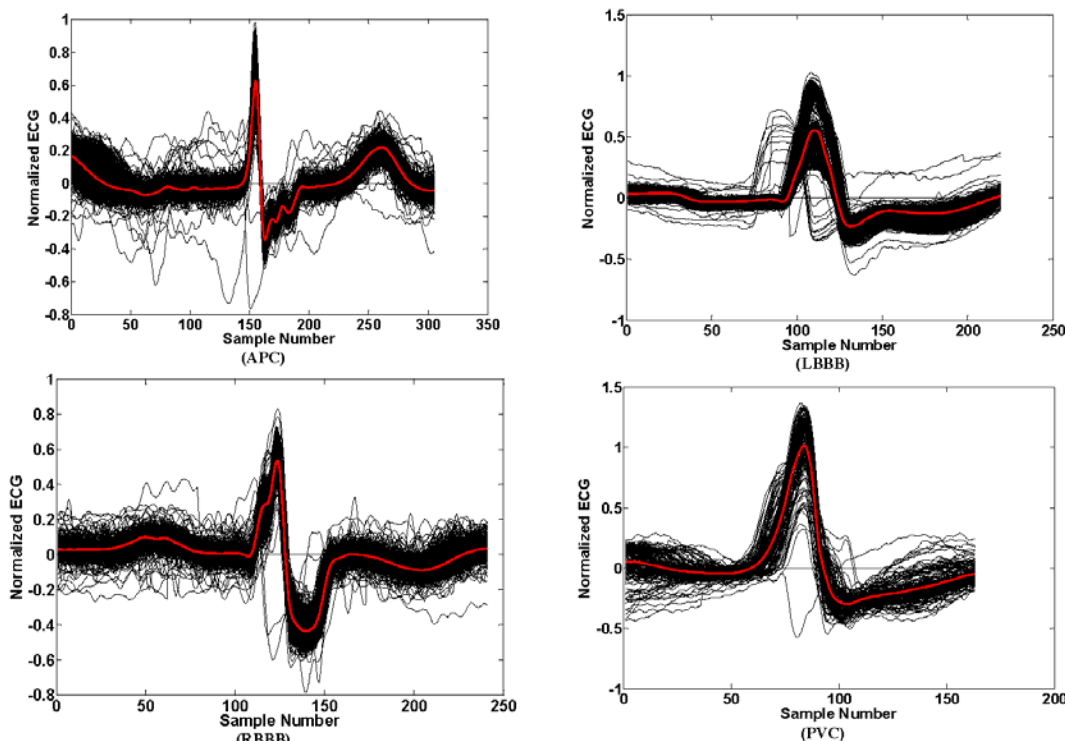 1
0.8
0.6
0.4
0.2
0
-0.2
-0.4
-0.6
-0.8
Normalized ECG
0 50 100 150 200 250 300 350
Sample Number
(APC)
1.5
1
0.5
0
-0.5
-1
Normalized ECG
0 50 100 150 200 250
Sample Number
(LBBB)
1
0.8
0.6
0.4
0.2
0
-0.2
-0.4
-0.6
-0.8
Normalized ECG
0 50 100 150 200 250
Sample Number
(RBBB)
1.5
1
0.5
0
-0.5
-1
Normalized ECG
0 50 100 150 200
Sample Number
(PVC)